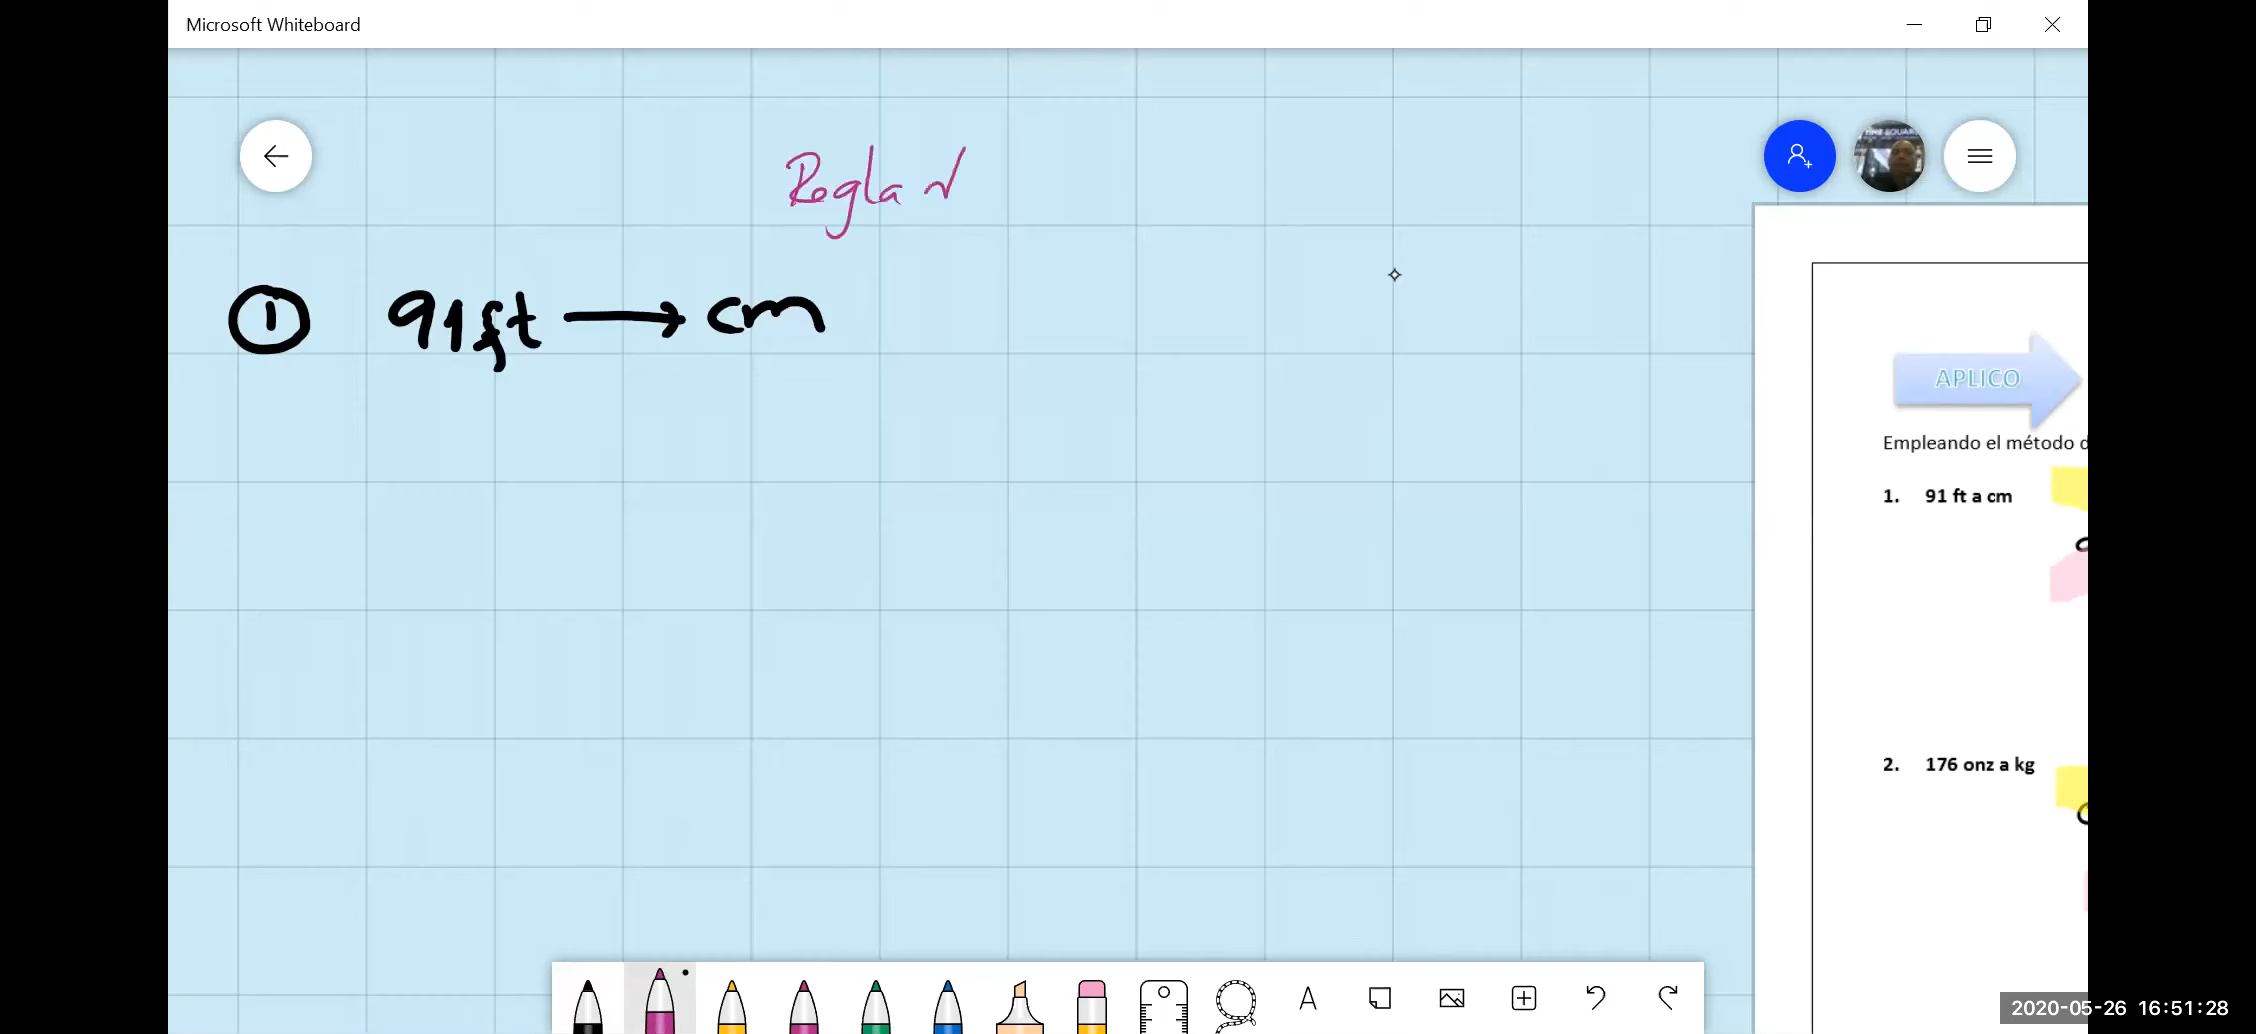 Microsoft Whiteboard
Regla
① 91ft → cm
APLICO
Empleando el método d
1. 91 ft a cm
2. 176 onz a kg
2020-05-26 16:51:28